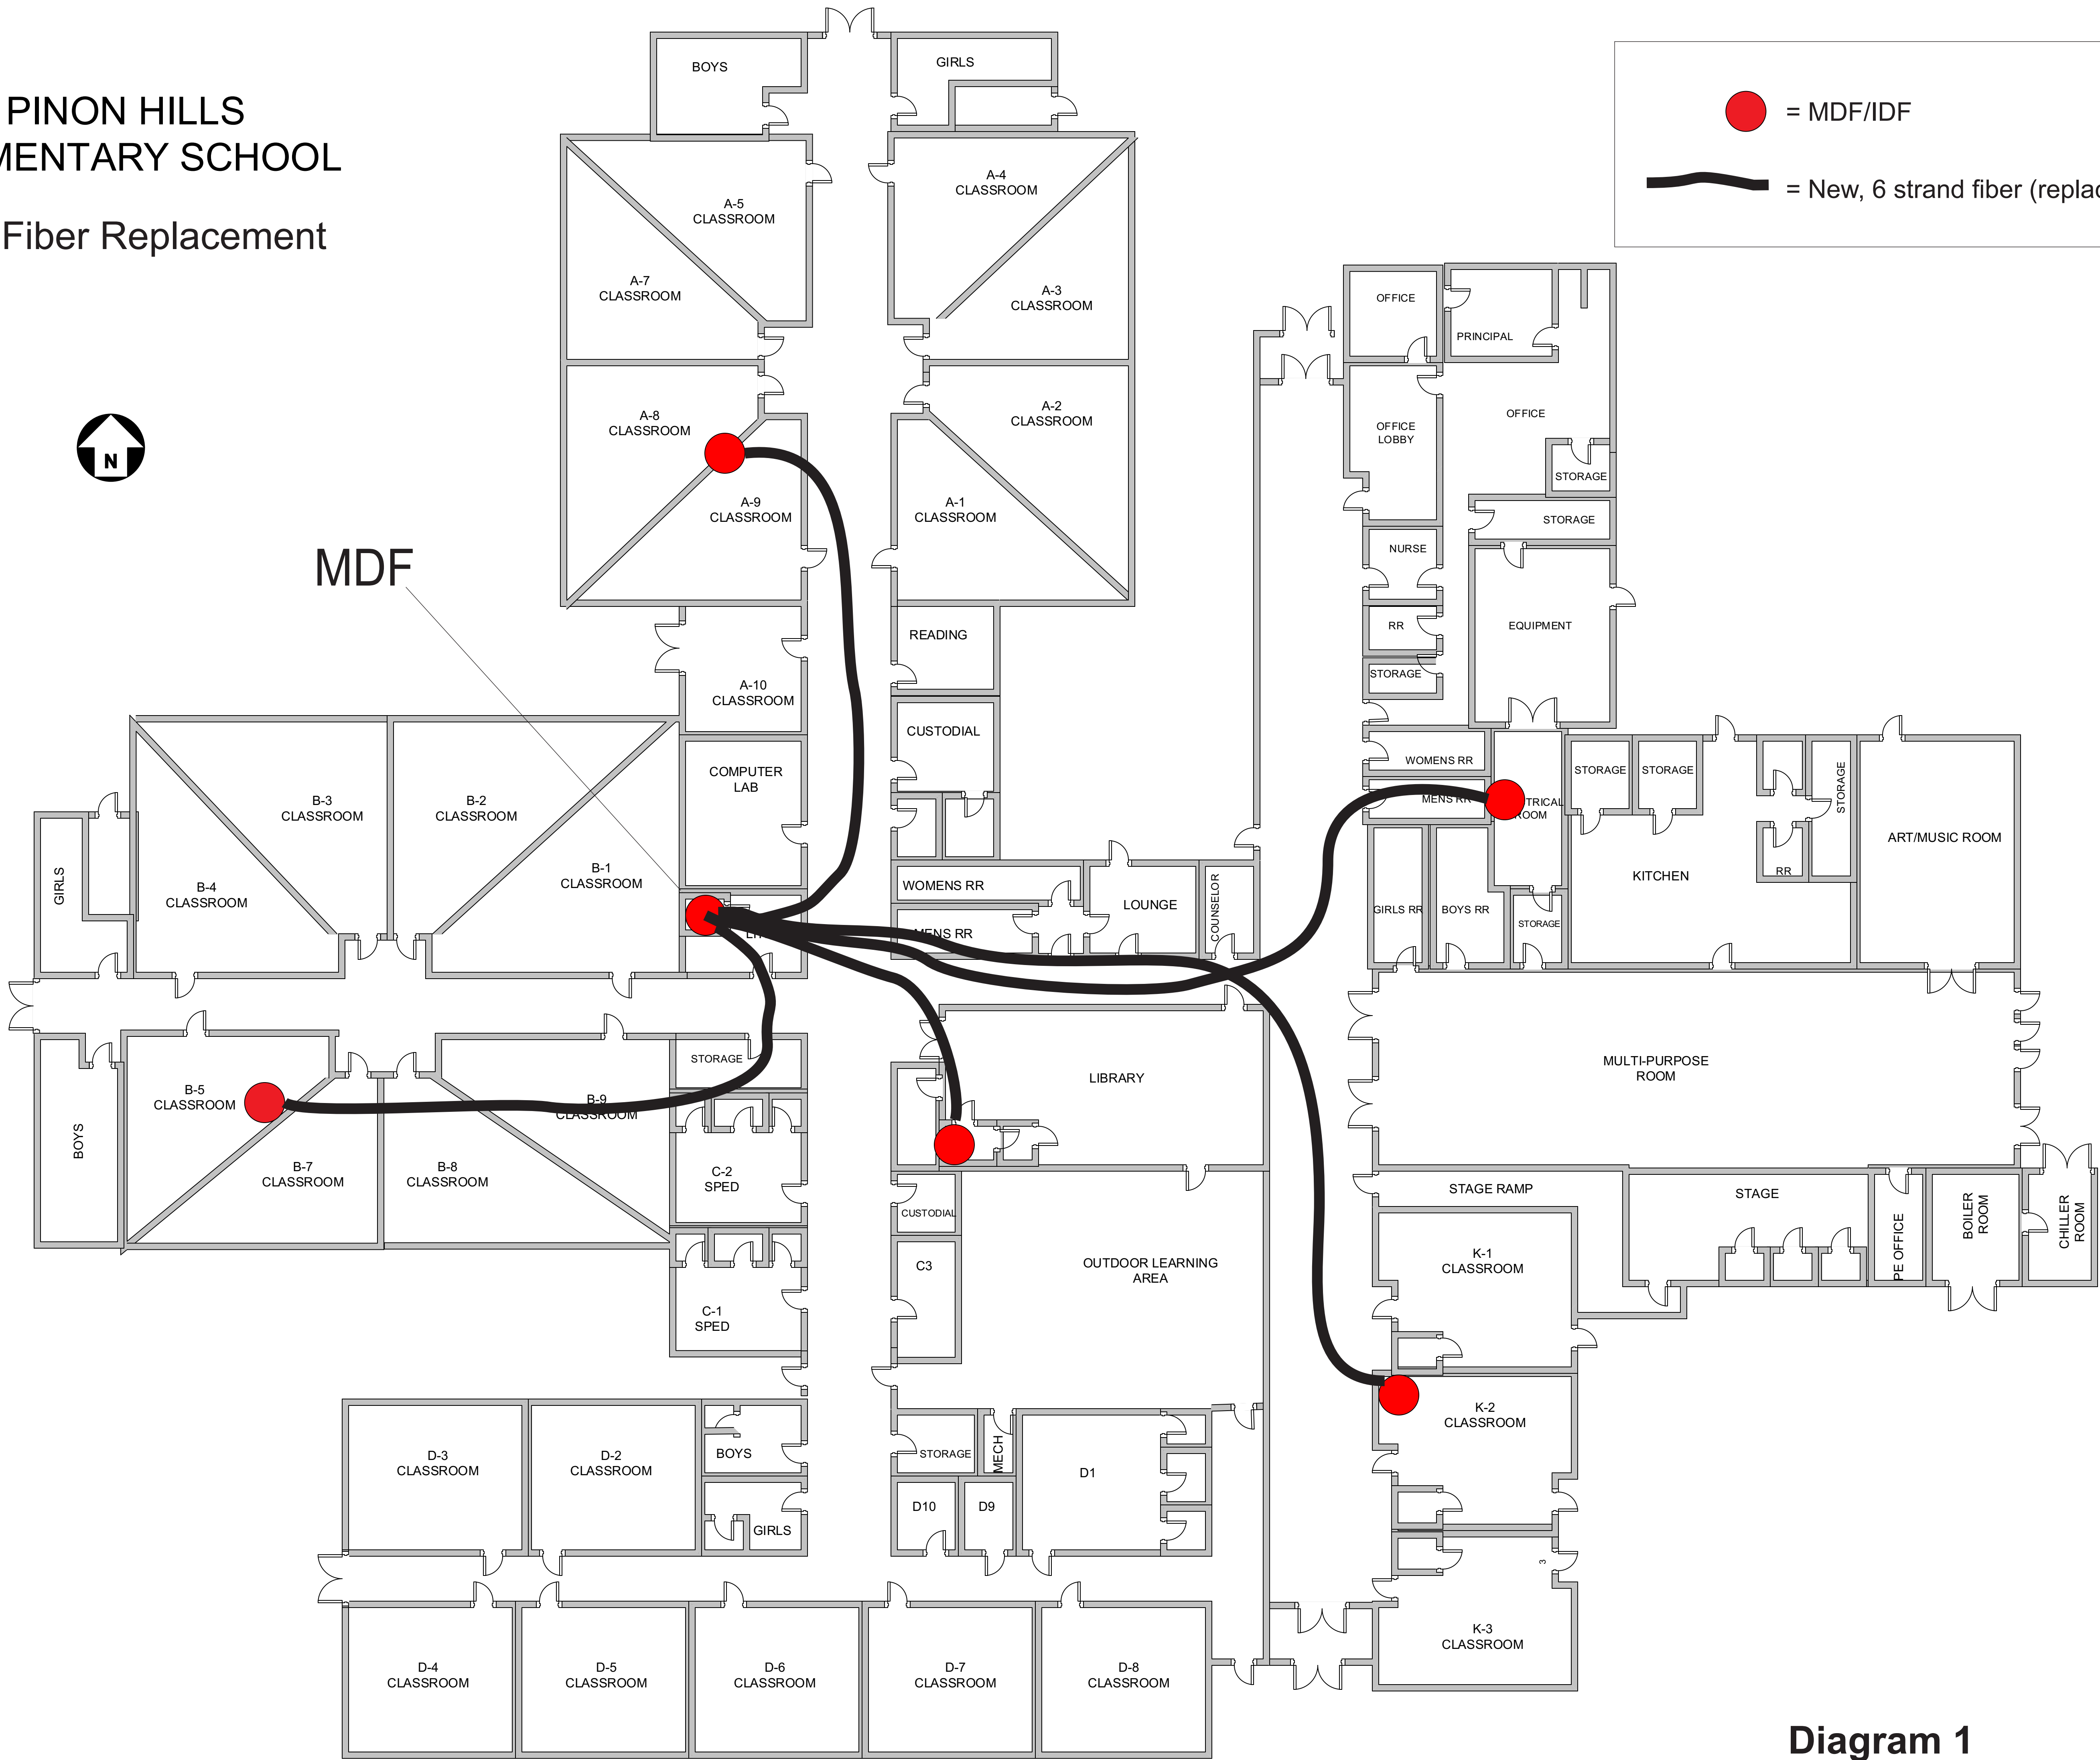 PINON HILLS
MENTARY SCHOOL
Fiber Replacement
= MDF/IDF
= New, 6 strand fiber (replac
N
MDF
BOYS
GIRLS
A-5
CLASSROOM
A-4
CLASSROOM
A-7
CLASSROOM
A-3
CLASSROOM
A-8
CLASSROOM
A-2
CLASSROOM
A-9
CLASSROOM
A-1
CLASSROOM
READING
A-10
CLASSROOM
CUSTODIAL
COMPUTER
LAB
OFFICE
PRINCIPAL
OFFICE
LOBBY
OFFICE
STORAGE
STORAGE
NURSE
RR
EQUIPMENT
STORAGE
WOMENS RR
MENS RR
TRICAL
ROOM
STORAGE
STORAGE
STORAGE
RR
KITCHEN
ART/MUSIC ROOM
GIRLS RR
BOYS RR
STORAGE
B-3
CLASSROOM
B-2
CLASSROOM
B-1
CLASSROOM
B-4
CLASSROOM
GIRLS
WOMENS RR
MENS RR
LOUNGE
COUNSELOR
LIBRARY
MULTI-PURPOSE
ROOM
B-5
CLASSROOM
B-9
CLASSROOM
STORAGE
BOYS
B-7
CLASSROOM
B-8
CLASSROOM
C-2
SPED
C-1
SPED
CUSTODIAL
C3
OUTDOOR LEARNING
AREA
STAGE RAMP
STAGE
PE OFFICE
BOILER
ROOM
CHILLER
ROOM
K-1
CLASSROOM
K-2
CLASSROOM
3
K-3
CLASSROOM
D-3
CLASSROOM
D-2
CLASSROOM
BOYS
GIRLS
STORAGE
MECH
D1
D10
D9
D-4
CLASSROOM
D-5
CLASSROOM
D-6
CLASSROOM
D-7
CLASSROOM
D-8
CLASSROOM
Diagram 1